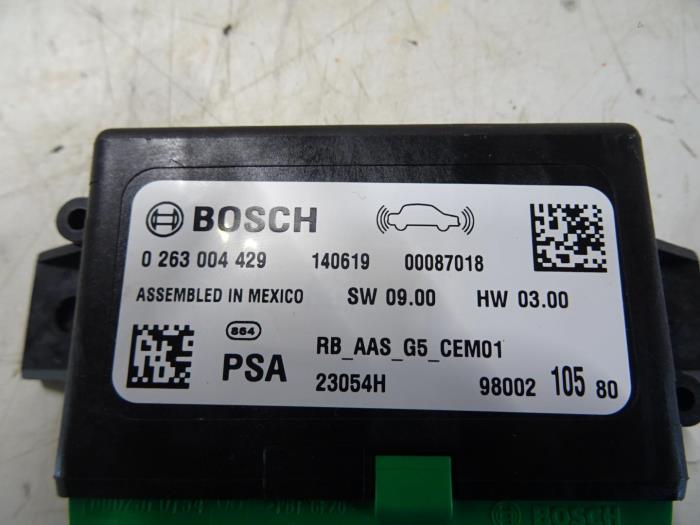 BOSCH
0 263 004 429 140619 00087018
ASSEMBLED IN MEXICO SW 09.00 HW 03.00
864
PSA RB_AAS_G5_CEM01
23054H 98002 105 80
BOSCH